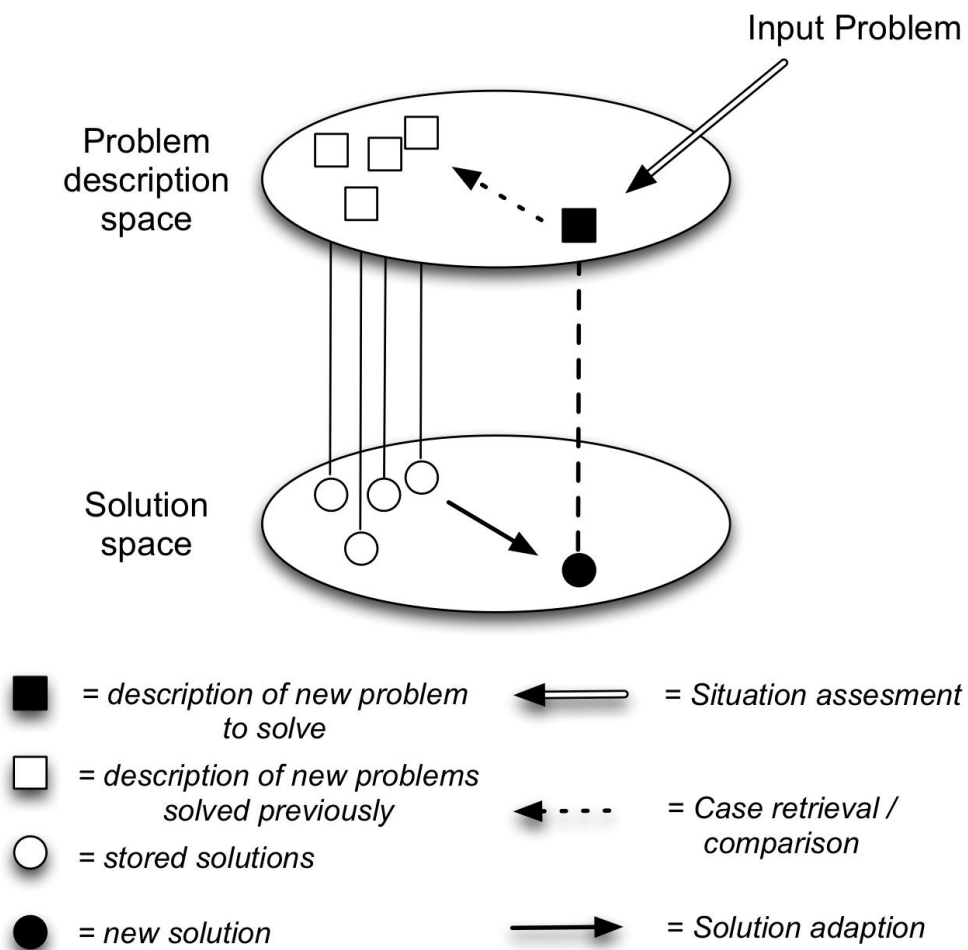 Input Problem
Problem
description
space
Solution
space
= description of new problem
to solve
= description of new problems
solved previously
= stored solutions
= new solution
= Situation assesment
= Case retrieval /
comparison
= Solution adaption